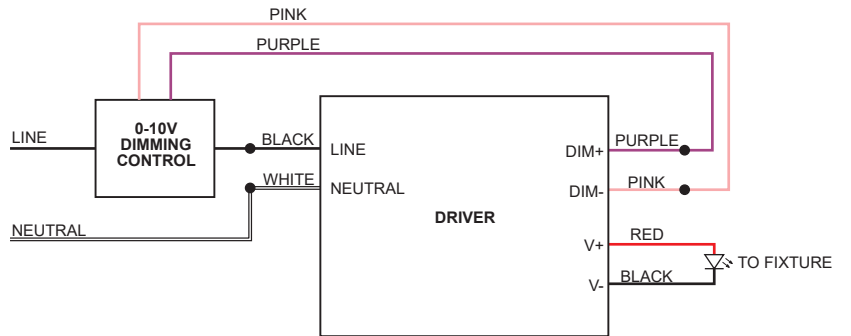 PINK
PURPLE
LINE
0-10V
DIMMING
CONTROL
BLACK
LINE
DIM+
PURPLE
WHITE
NEUTRAL
DIM-
PINK
DRIVER
NEUTRAL
V+
RED
TO FIXTURE
V-
BLACK